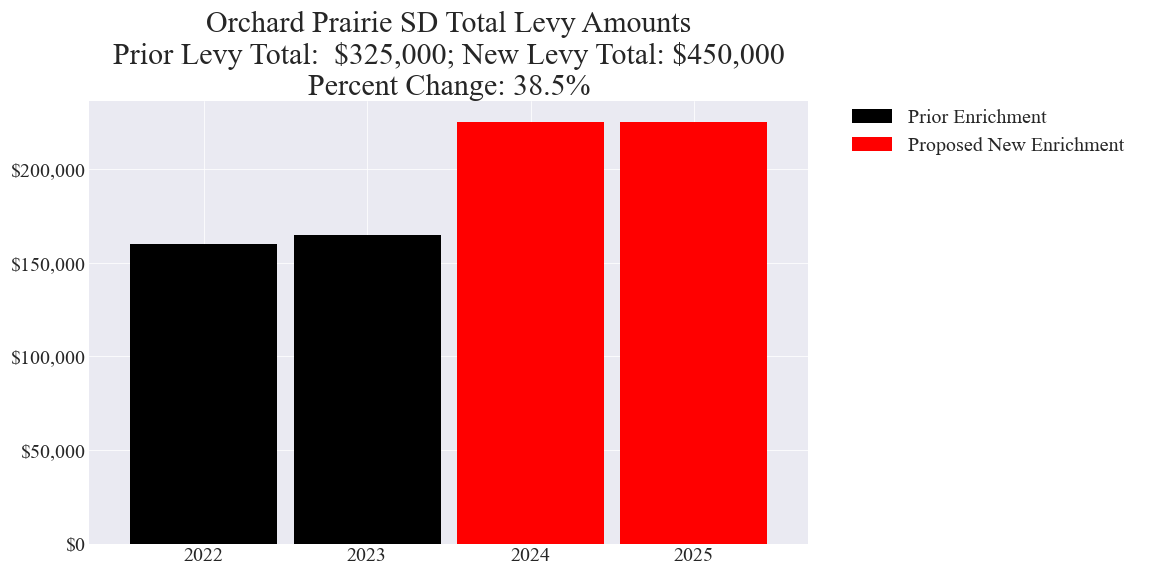 Orchard Prairie SD Total Levy Amounts
Prior Levy Total:  $325,000; New Levy Total: $450,000
Percent Change: 38.5%
Prior Enrichment
Proposed New Enrichment
$200,000
$150,000
$100,000
$50,000
$0
2022 2023 2024 2025